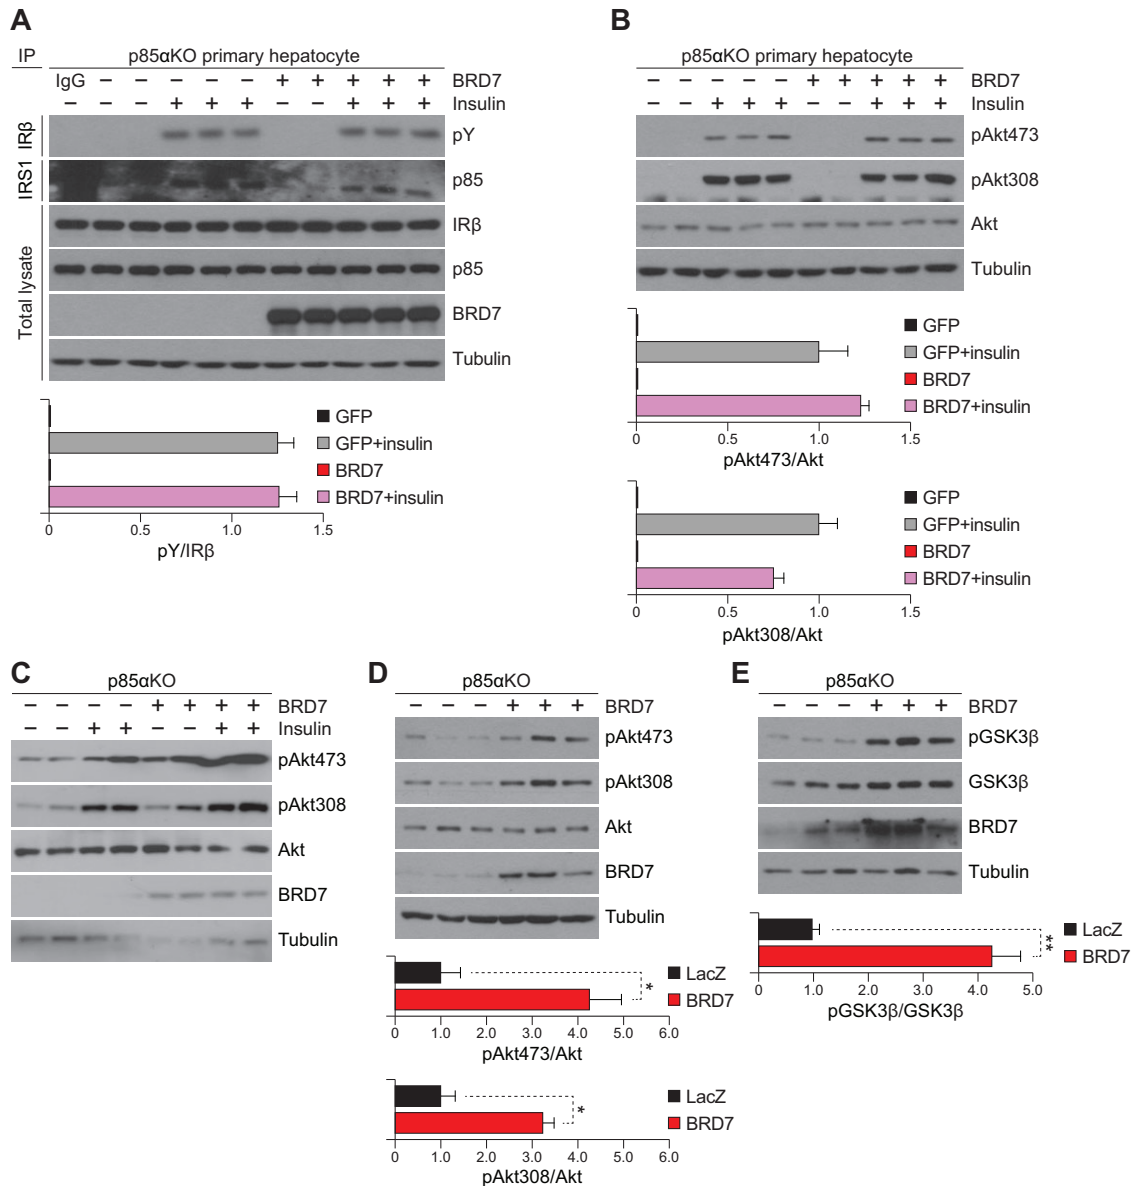 A
IP
p85αKO primary hepatocyte
IgG − − − − − + + + + + BRD7
− − − + + + − − + + + Insulin
IRβ
pY
IRS1
p85
Total lysate
IRβ
p85
BRD7
Tubulin
GFP
GFP+insulin
BRD7
BRD7+insulin
0 0.5 1.0 1.5
pY/IRβ
B
p85αKO primary hepatocyte
− − − − − + + + + + BRD7
− − + + + − − + + + Insulin
pAkt473
pAkt308
Akt
Tubulin
GFP
GFP+insulin
BRD7
BRD7+insulin
0 0.5 1.0 1.5
pAkt473/Akt
GFP
GFP+insulin
BRD7
BRD7+insulin
0 0.5 1.0 1.5
pAkt308/Akt
C
p85αKO
− − − − + + + + BRD7
− − + + − − + + Insulin
pAkt473
pAkt308
Akt
BRD7
Tubulin
D
p85αKO
− − − + + + BRD7
pAkt473
pAkt308
Akt
BRD7
Tubulin
LacZ
*
BRD7
0 1.0 2.0 3.0 4.0 5.0 6.0
pAkt473/Akt
LacZ
*
BRD7
0 1.0 2.0 3.0 4.0 5.0 6.0
pAkt308/Akt
E
p85αKO
− − − + + + BRD7
pGSK3β
GSK3β
BRD7
Tubulin
LacZ
**
BRD7
0 1.0 2.0 3.0 4.0 5.0
pGSK3β/GSK3β